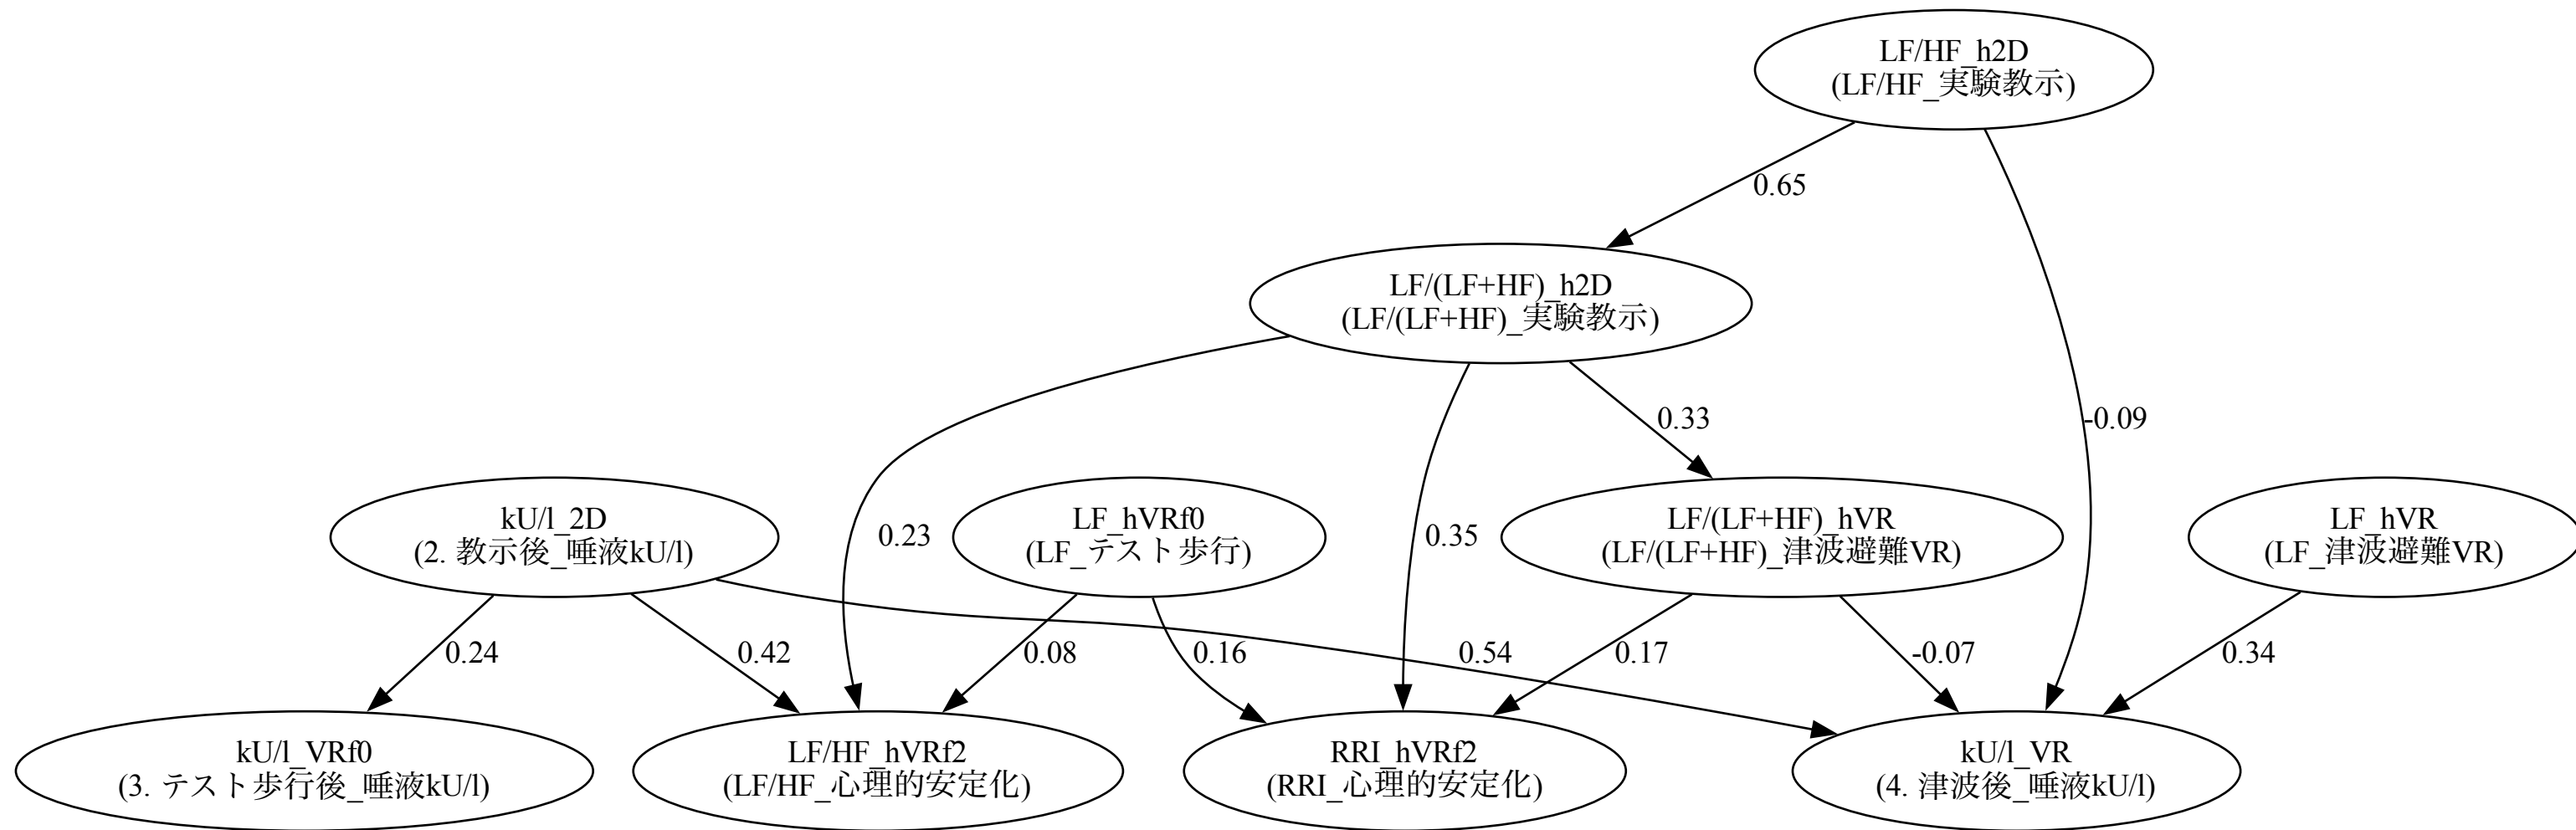 LF/HF_h2D
(LF/HF_実験教示)
0.65
LF/(LF+HF)_h2D
(LF/(LF+HF)_実験教示)
0.33
-0.09
kU/l_2D
(2. 教示後_唾液kU/l)
0.23
LF_hVRf0
(LF_テスト歩行)
0.35
LF/(LF+HF)_hVR
(LF/(LF+HF)_津波避難VR)
LF_hVR
(LF_津波避難VR)
0.24
0.42
0.08
0.16
0.54
0.17
-0.07
0.34
kU/l_VRf0
(3. テスト歩行後_唾液kU/l)
LF/HF_hVRf2
(LF/HF_心理的安定化)
RRI_hVRf2
(RRI_心理的安定化)
kU/l_VR
(4. 津波後_唾液kU/l)